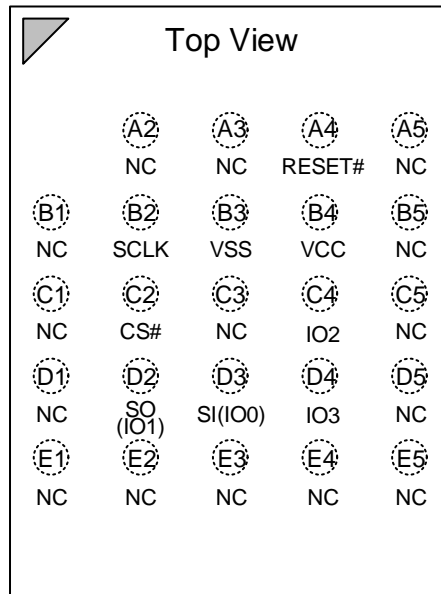 Top View
A2 A3 A4 A5
NC NC RESET# NC
B1 B2 B3 B4 B5
NC SCLK VSS VCC NC
C1 C2 C3 C4 C5
NC CS# NC IO2 NC
D1 D2 D3 D4 D5
NC SO (IO1) SI(IO0) IO3 NC
E1 E2 E3 E4 E5
NC NC NC NC NC